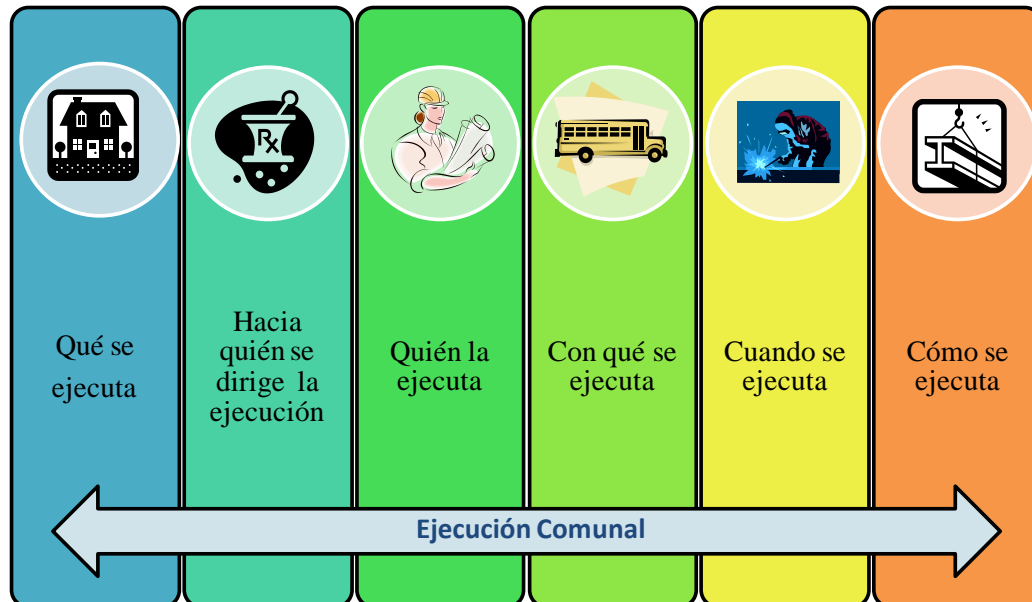 Rx
Qué se
ejecuta
Hacia
quién se
dirige la
ejecución
Quién la
ejecuta
Con qué se
ejecuta
Cuando se
ejecuta
Cómo se
ejecuta
Ejecución Comunal